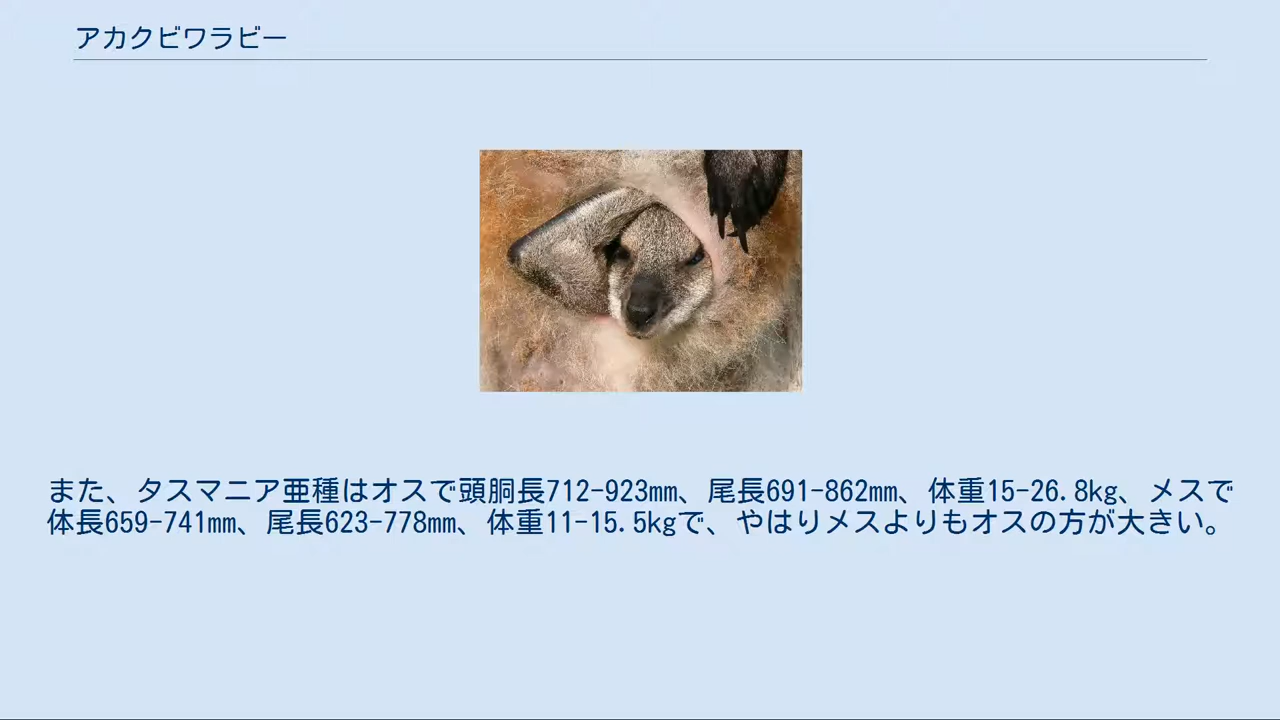 アカクビワラビー
また、タスマニア亜種はオスで頭胴長712-923mm、尾長691-862mm、体重15-26.8kg、メスで
体長659-741mm、尾長623-778mm、体重11-15.5kgで、やはりメスよりもオスの方が大きい。